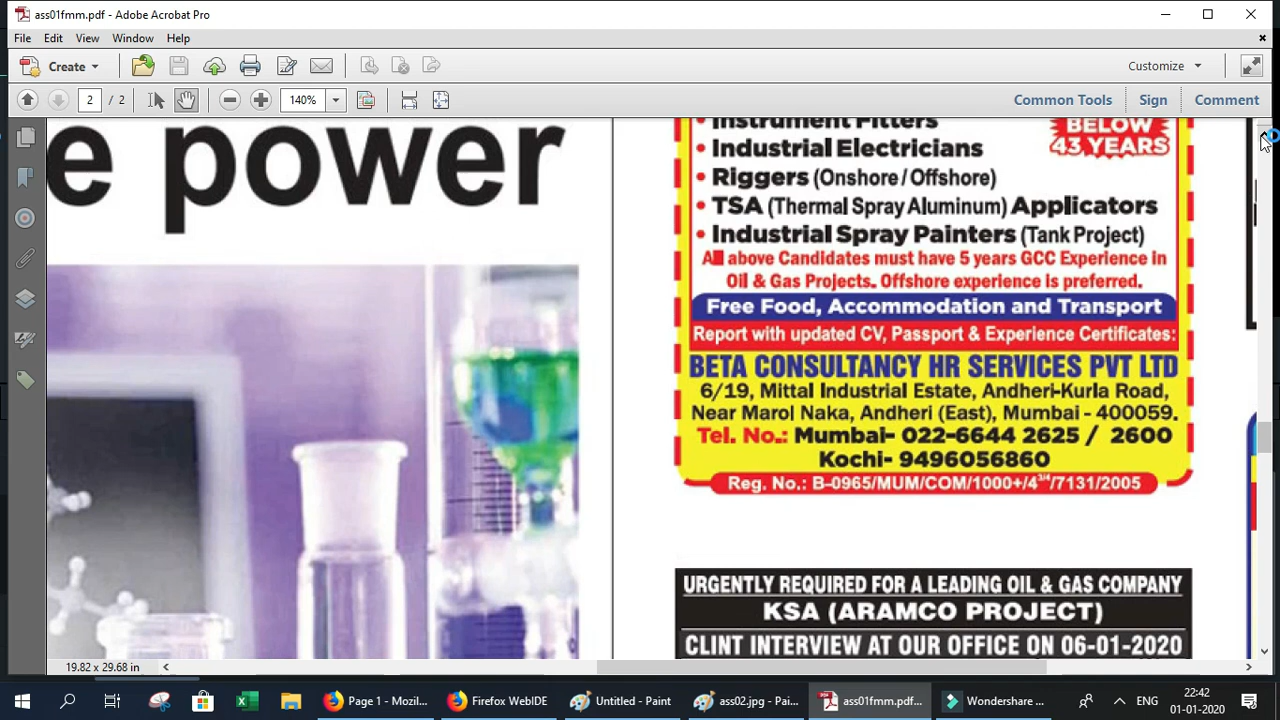 ass01fmm.pdf - Adobe Acrobat Pro
File Edit View Window Help
Create
Customize
2 / 2
140%
Common Tools
Sign
Comment
e power
• Instrument Fitters
• Industrial Electricians
• Riggers (Onshore / Offshore)
• TSA (Thermal Spray Aluminum) Applicators
• Industrial Spray Painters (Tank Project)
BELOW
43 YEARS
All above Candidates must have 5 years GCC Experience in
Oil & Gas Projects. Offshore experience is preferred.
Free Food, Accommodation and Transport
Report with updated CV, Passport & Experience Certificates:
BETA CONSULTANCY HR SERVICES PVT LTD
6/19, Mittal Industrial Estate, Andheri-Kurla Road,
Near Marol Naka, Andheri (East), Mumbai - 400059.
Tel. No.: Mumbai- 022-6644 2625 / 2600
Kochi- 9496056860
Reg. No.: B-0965/MUM/COM/1000+/4³/⁴/7131/2005
URGENTLY REQUIRED FOR A LEADING OIL & GAS COMPANY
KSA (ARAMCO PROJECT)
CLINT INTERVIEW AT OUR OFFICE ON 06-01-2020
19.82 x 29.68 in
Page 1 - Mozil...
Firefox WebIDE
Untitled - Paint
ass02.jpg - Pai...
ass01fmm.pdf...
Wondershare ...
ENG
22:42
01-01-2020